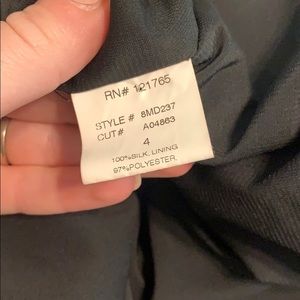 RN# 121765
STYLE # 8MD237
CUT# A04863
4
100%SILK. LINING
97%POLYESTER.